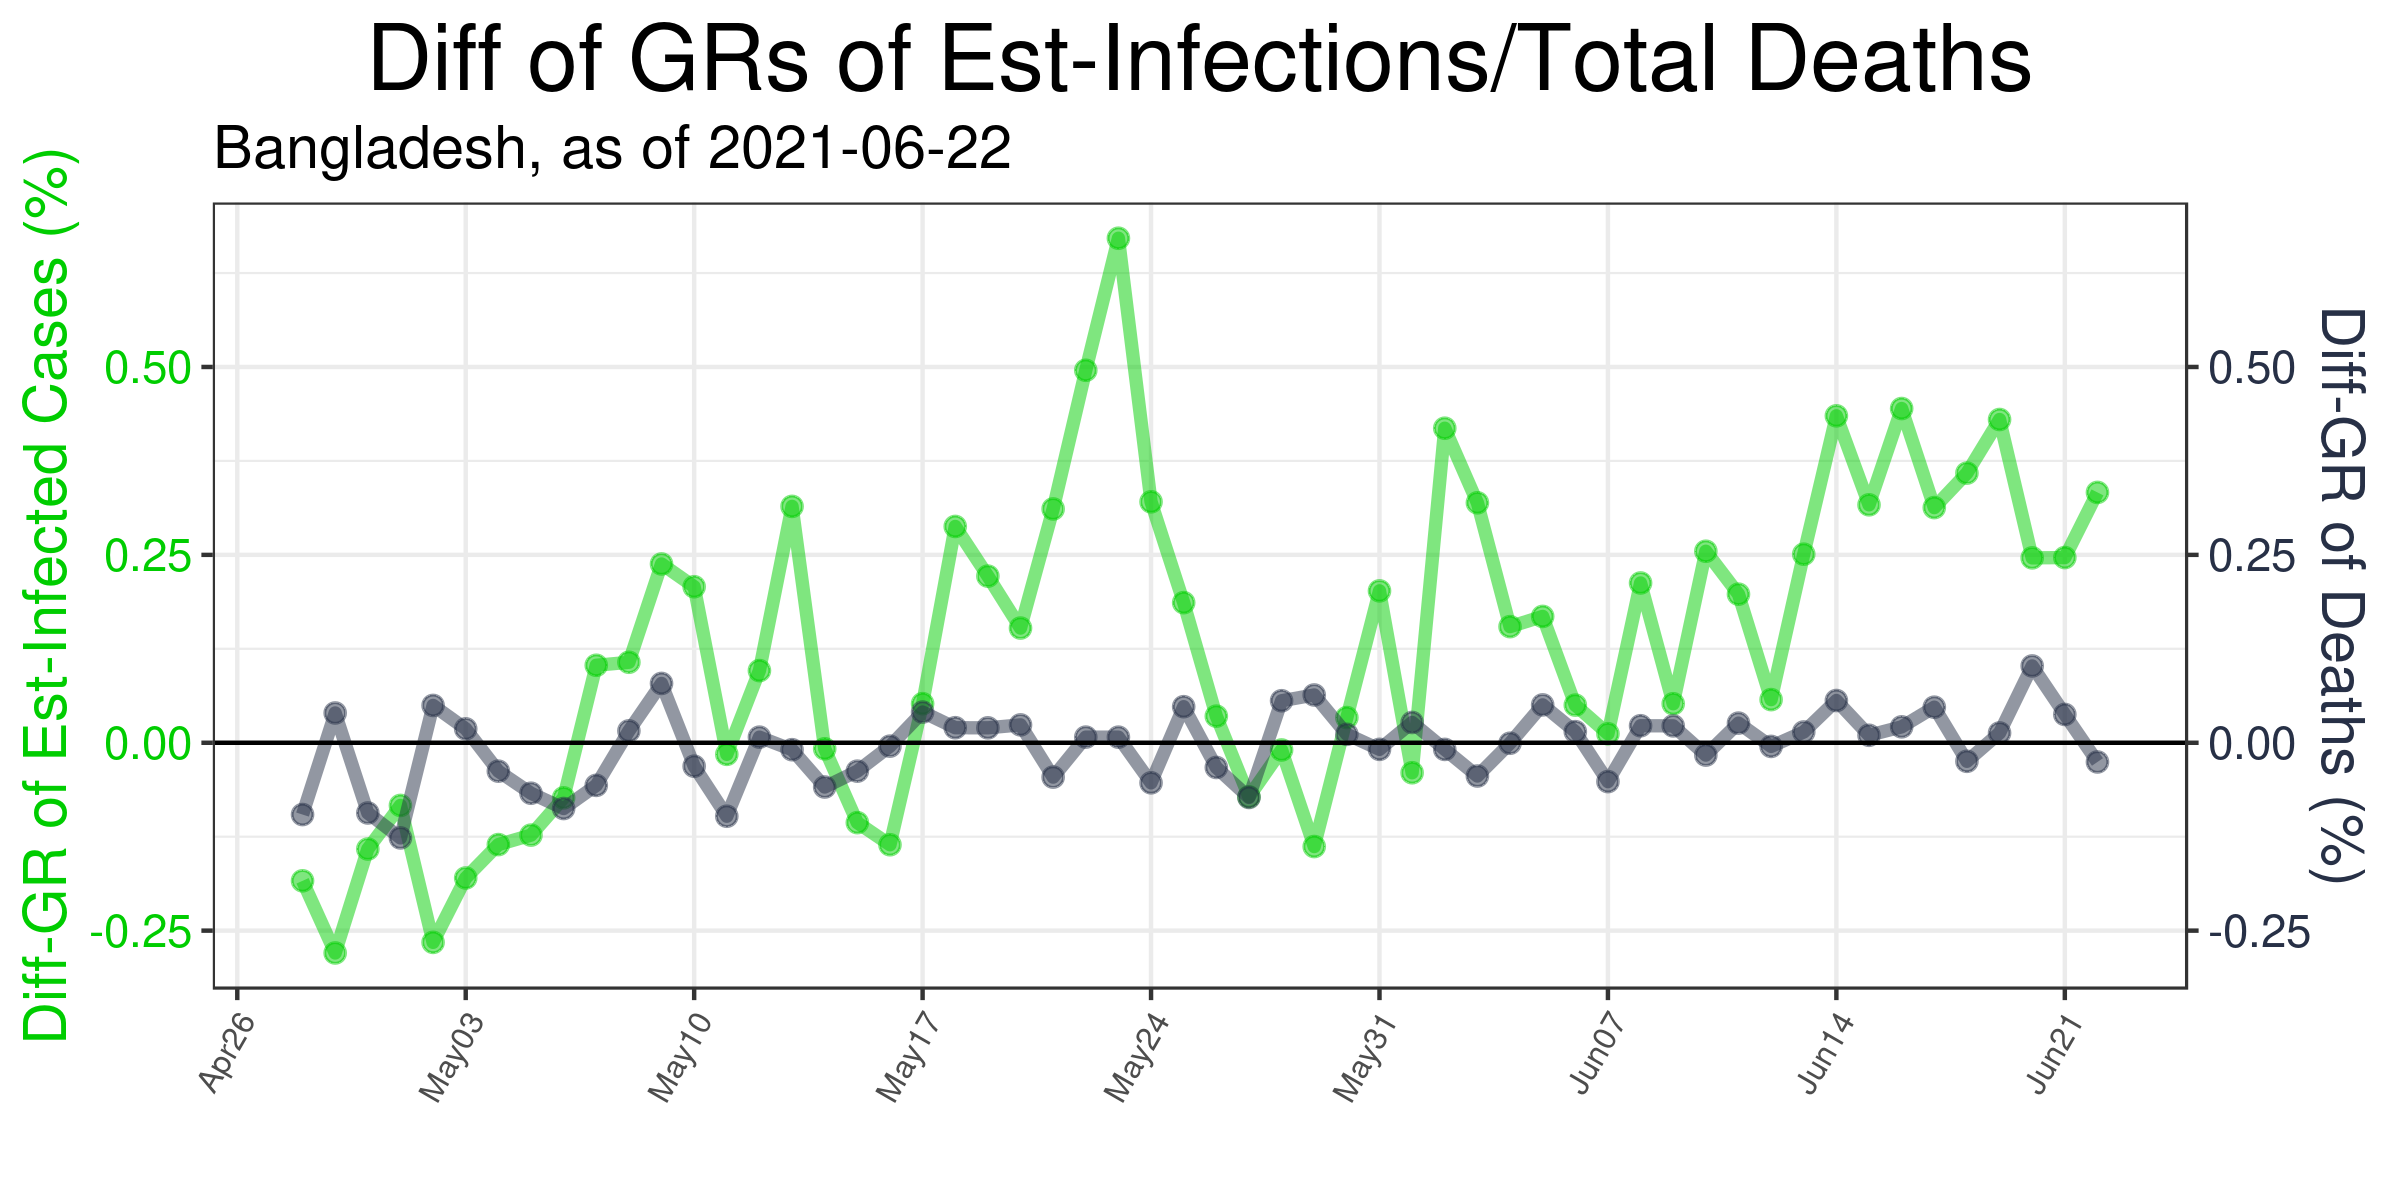 Diff of GRs of Est-Infections/Total Deaths
Bangladesh, as of 2021-06-22
Diff-GR of Est-Infected Cases (%)
0.50
0.25
0.00
-0.25
0.50
0.25
0.00
-0.25
Diff-GR of Deaths (%)
Apr26
May03
May10
May17
May24
May31
Jun07
Jun14
Jun21